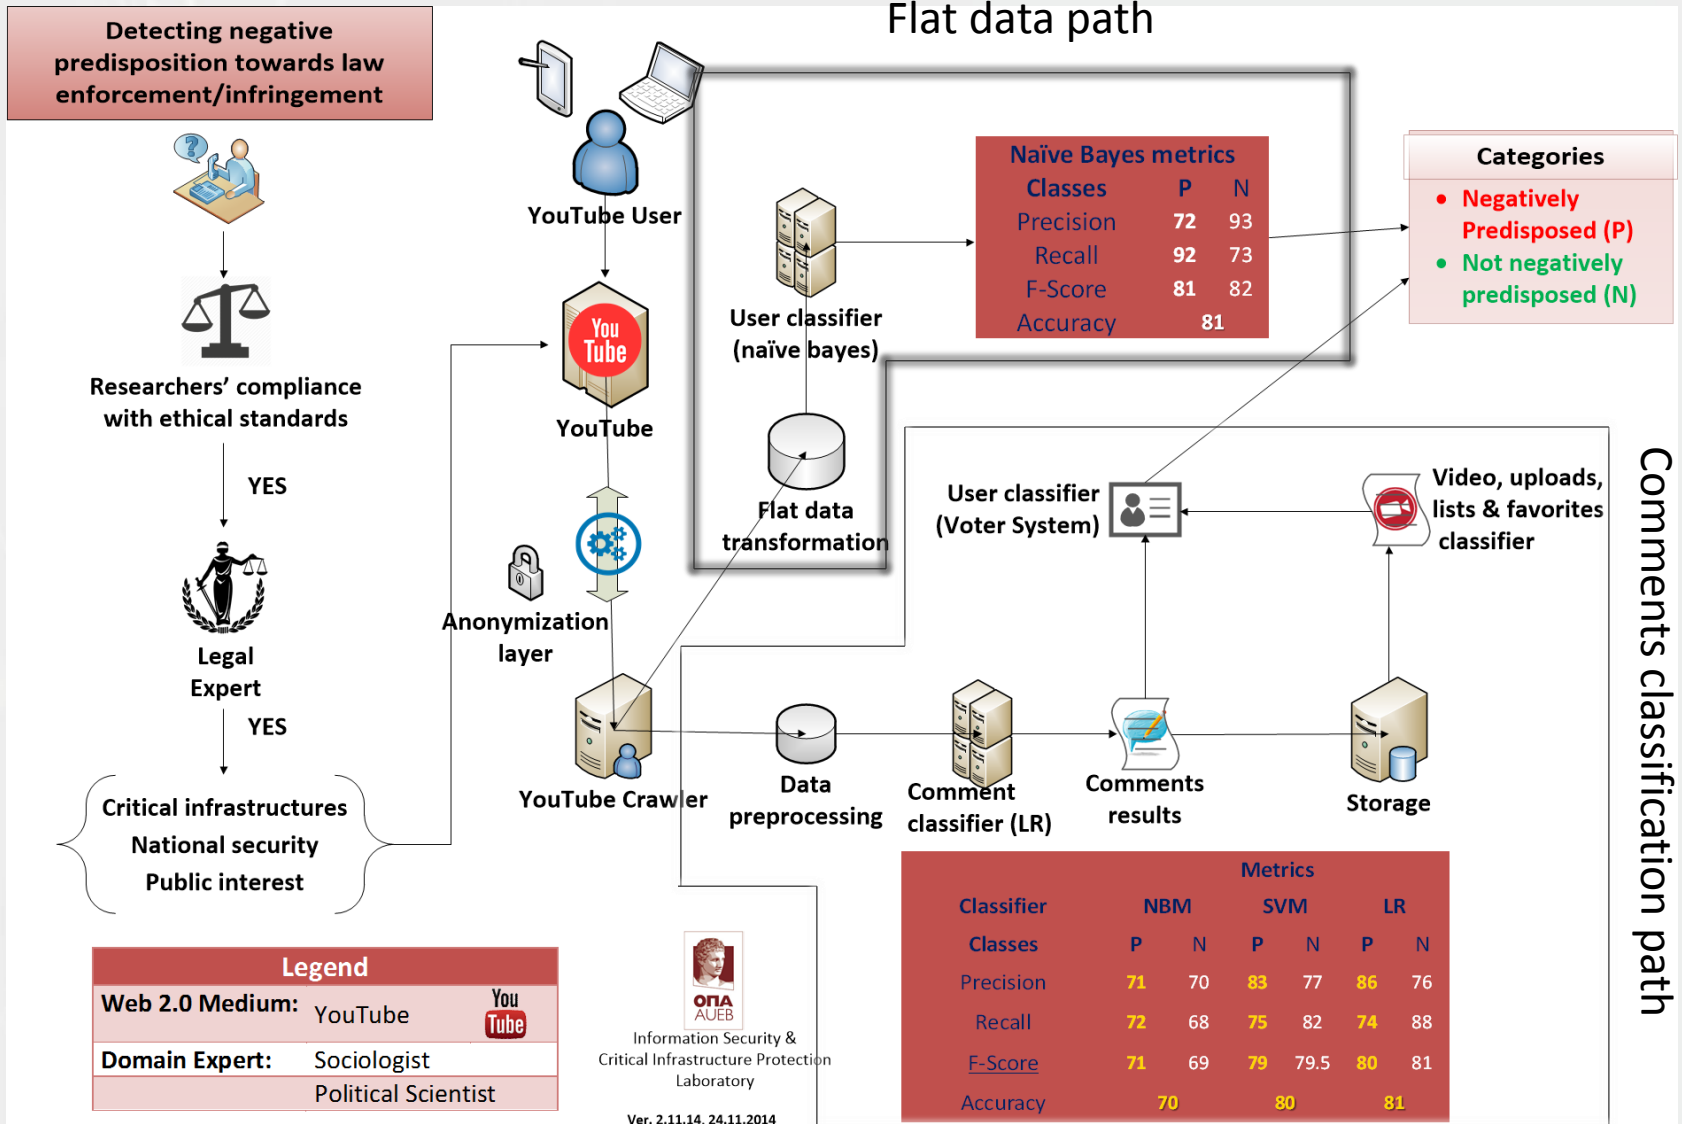 Flat data path
Detecting negative
predisposition towards law
enforcement/infringement
YouTube User
Researchers’ compliance
with ethical standards
YES
Legal
Expert
YES
Critical infrastructures
National security
Public interest
You
Tube
YouTube
Anonymization
layer
YouTube Crawler
User classifier
(naïve bayes)
Flat data
transformation
Naïve Bayes metrics
Classes P N
Precision 72 93
Recall 92 73
F-Score 81 82
Accuracy 81
Categories
• Negatively
Predisposed (P)
• Not negatively
predisposed (N)
User classifier
(Voter System)
Video, uploads,
lists & favorites
classifier
Data
preprocessing
Comment
classifier (LR)
Comments
results
Storage
Comments classification path
Metrics
Classifier NBM SVM LR
Classes P N P N P N
Precision 71 70 83 77 86 76
Recall 72 68 75 82 74 88
F-Score 71 69 79 79.5 80 81
Accuracy 70 80 81
Legend
Web 2.0 Medium: YouTube You Tube
Domain Expert: Sociologist
Political Scientist
ΟΠΑ
AUEB
Information Security &
Critical Infrastructure Protection
Laboratory
Ver. 2.11.14, 24.11.2014